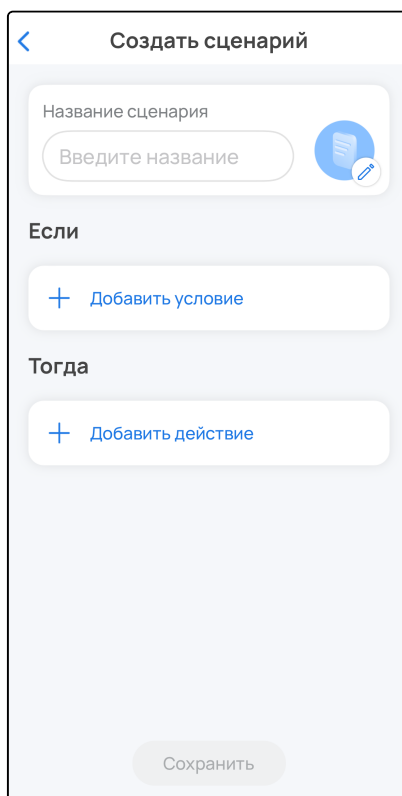 Создать сценарий
Название сценария
Введите название
Если
Добавить условие
Тогда
Добавить действие
Сохранить